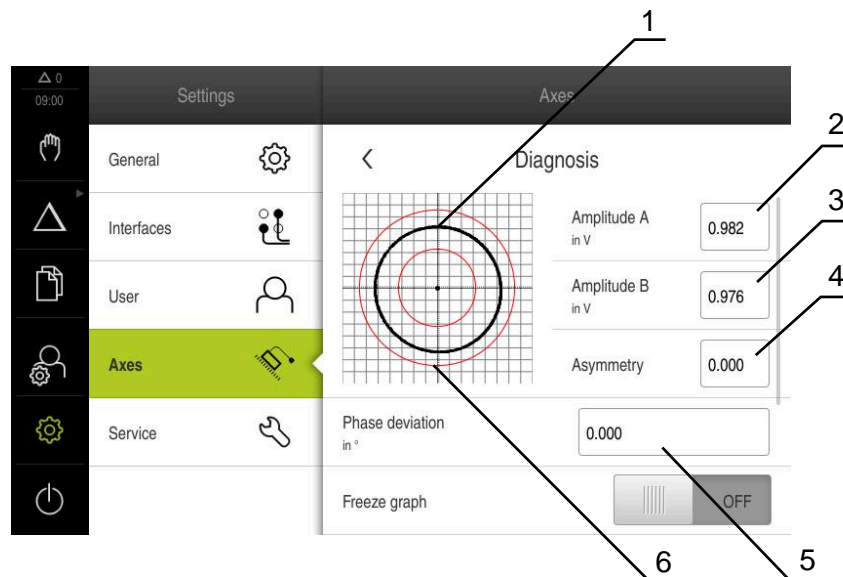 1
△ 0
09:00
Settings
Axes
2
General
Diagnosis
Amplitude A
in V
0.982
3
Interfaces
Amplitude B
in V
0.976
4
User
Axes
Asymmetry
0.000
Service
Phase deviation
in °
0.000
Freeze graph
OFF
6
5